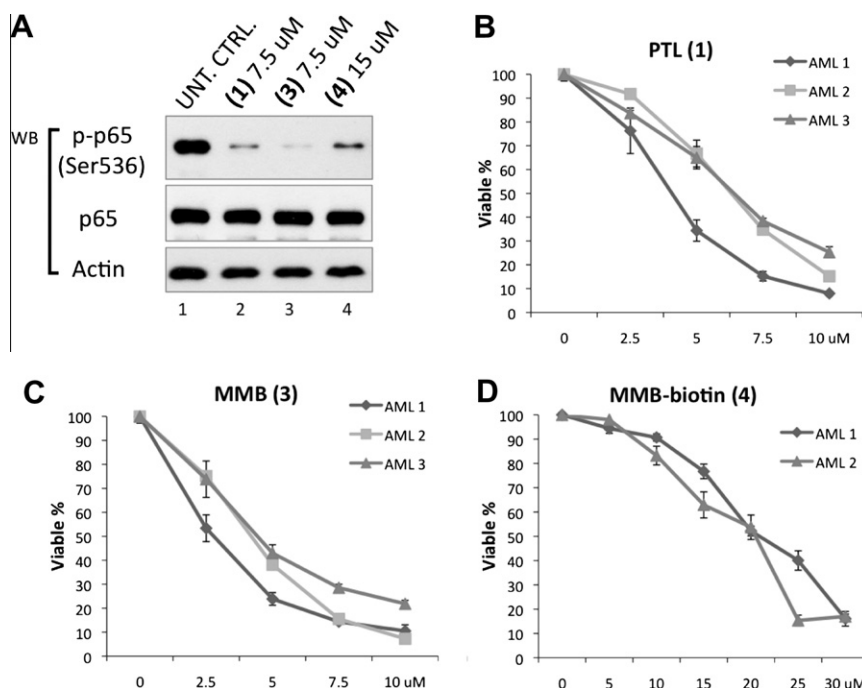 A
UNT. CTRL.
(1) 7.5 uM
(3) 7.5 uM
(4) 15 uM
WB
p-p65
(Ser536)
p65
Actin
1 2 3 4
B
PTL (1)
AML 1
AML 2
AML 3
Viable %
100
90
80
70
60
50
40
30
20
10
0
0 2.5 5 7.5 10 uM
C
MMB (3)
AML 1
AML 2
AML 3
Viable %
100
90
80
70
60
50
40
30
20
10
0
0 2.5 5 7.5 10 uM
D
MMB-biotin (4)
AML 1
AML 2
Viable %
100
90
80
70
60
50
40
30
20
10
0
0 5 10 15 20 25 30 uM